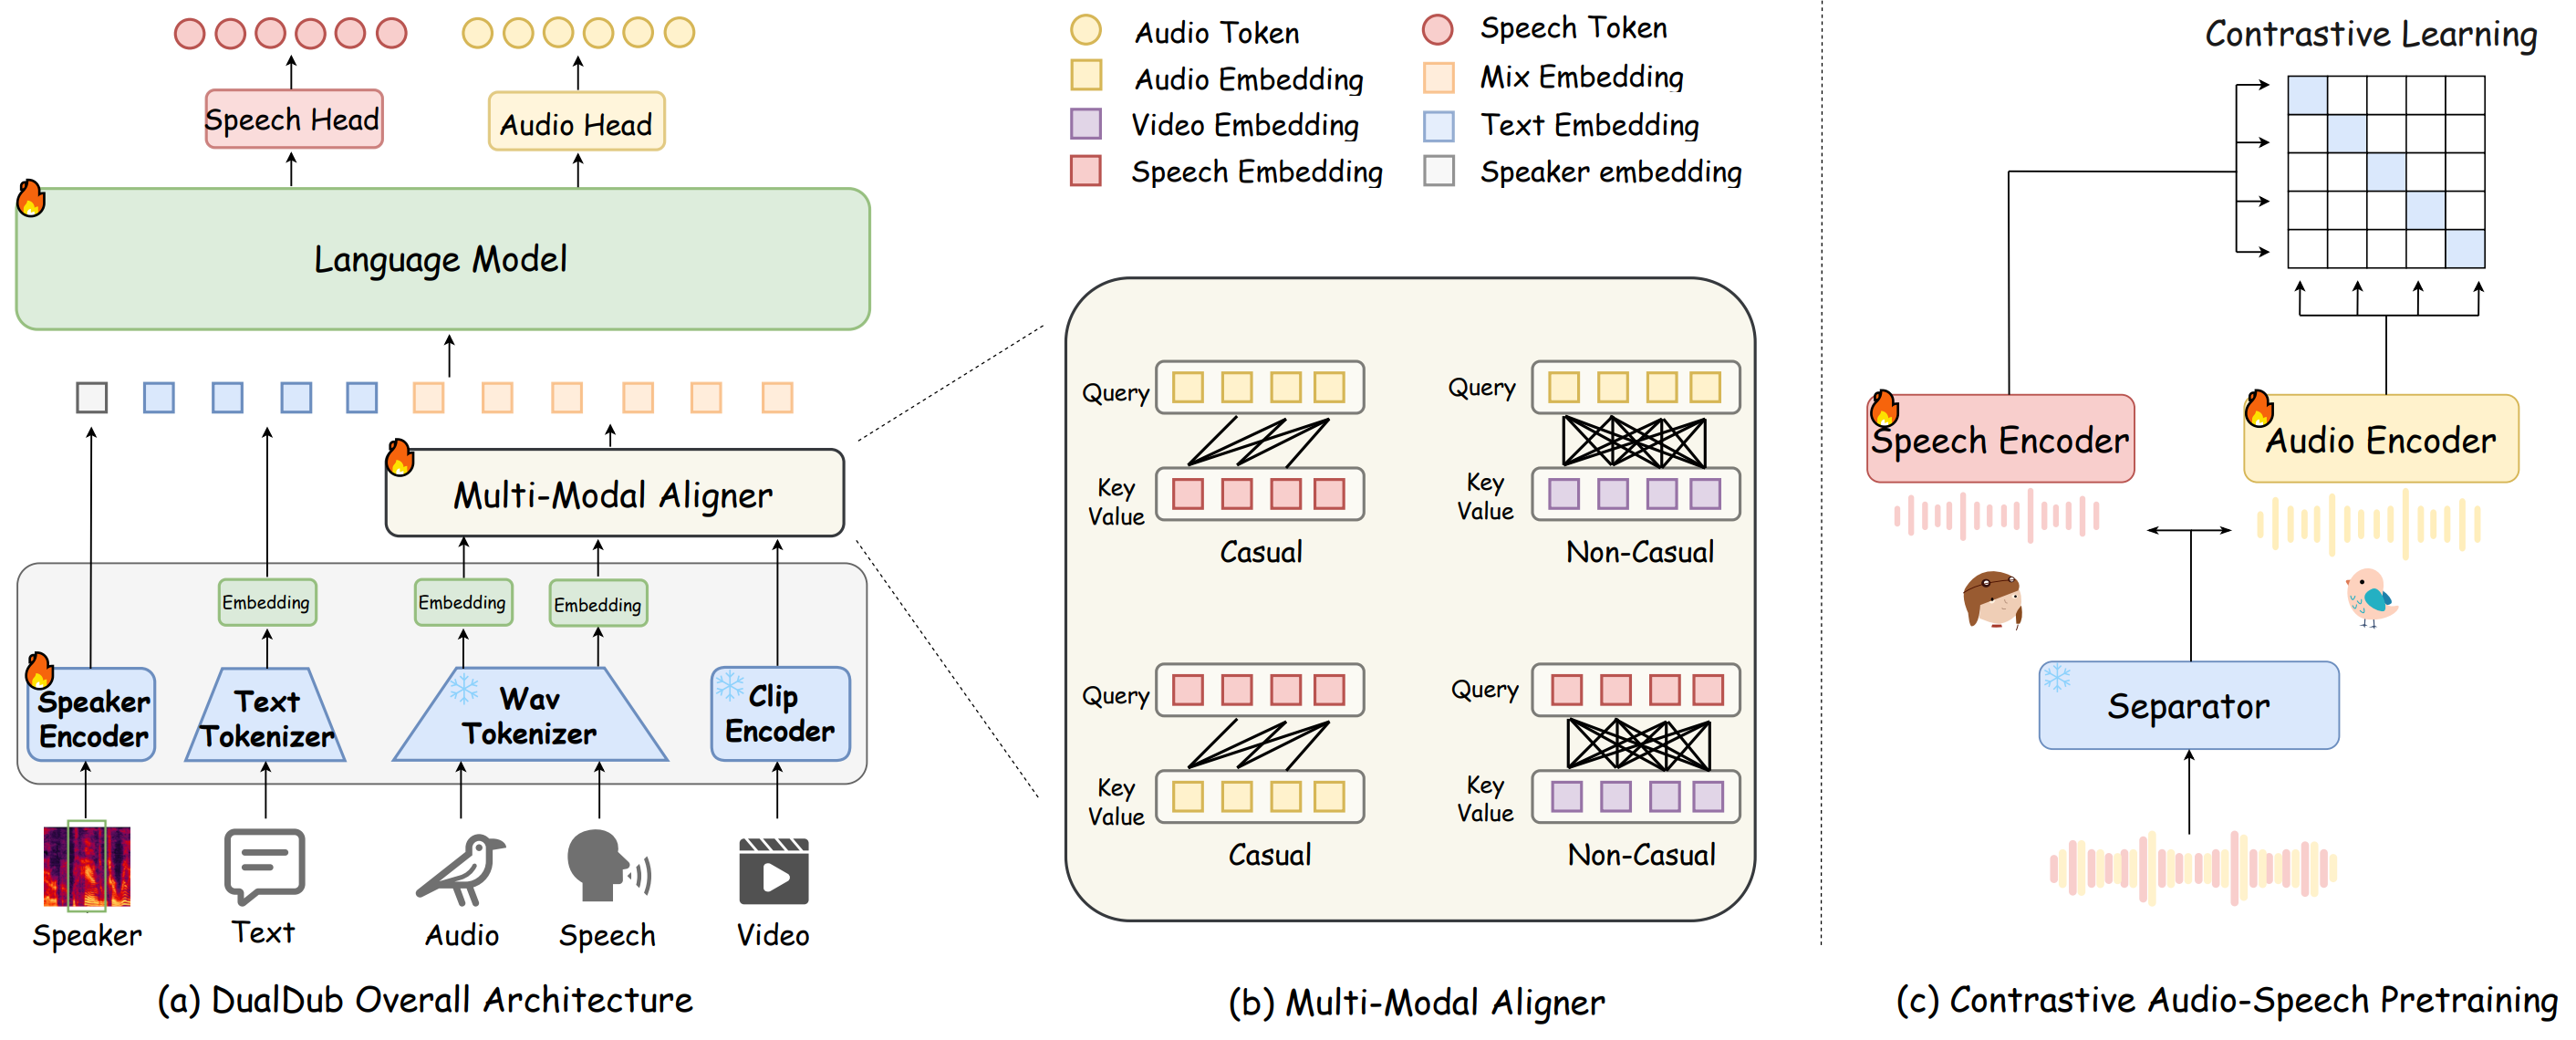 Speech Head
Audio Head
Language Model
Multi-Modal Aligner
Embedding
Embedding
Embedding
Speaker
Encoder
Text
Tokenizer
Wav
Tokenizer
Clip
Encoder
Speaker
Text
Audio
Speech
Video
(a) DualDub Overall Architecture
Audio Token
Speech Token
Audio Embedding
Mix Embedding
Video Embedding
Text Embedding
Speech Embedding
Speaker embedding
Query
Key
Value
Casual
Query
Key
Value
Non-Casual
Query
Key
Value
Casual
Query
Key
Value
Non-Casual
(b) Multi-Modal Aligner
Contrastive Learning
Speech Encoder
Audio Encoder
Separator
(c) Contrastive Audio-Speech Pretraining